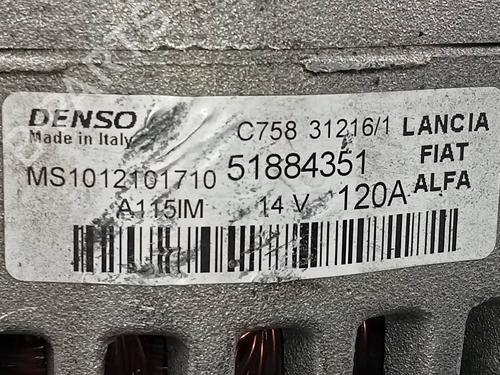 DENSO
Made in Italy
C758 31216/1
LANCIA
FIAT
ALFA
MS1012101710 51884351
A115IM 14 V 120A